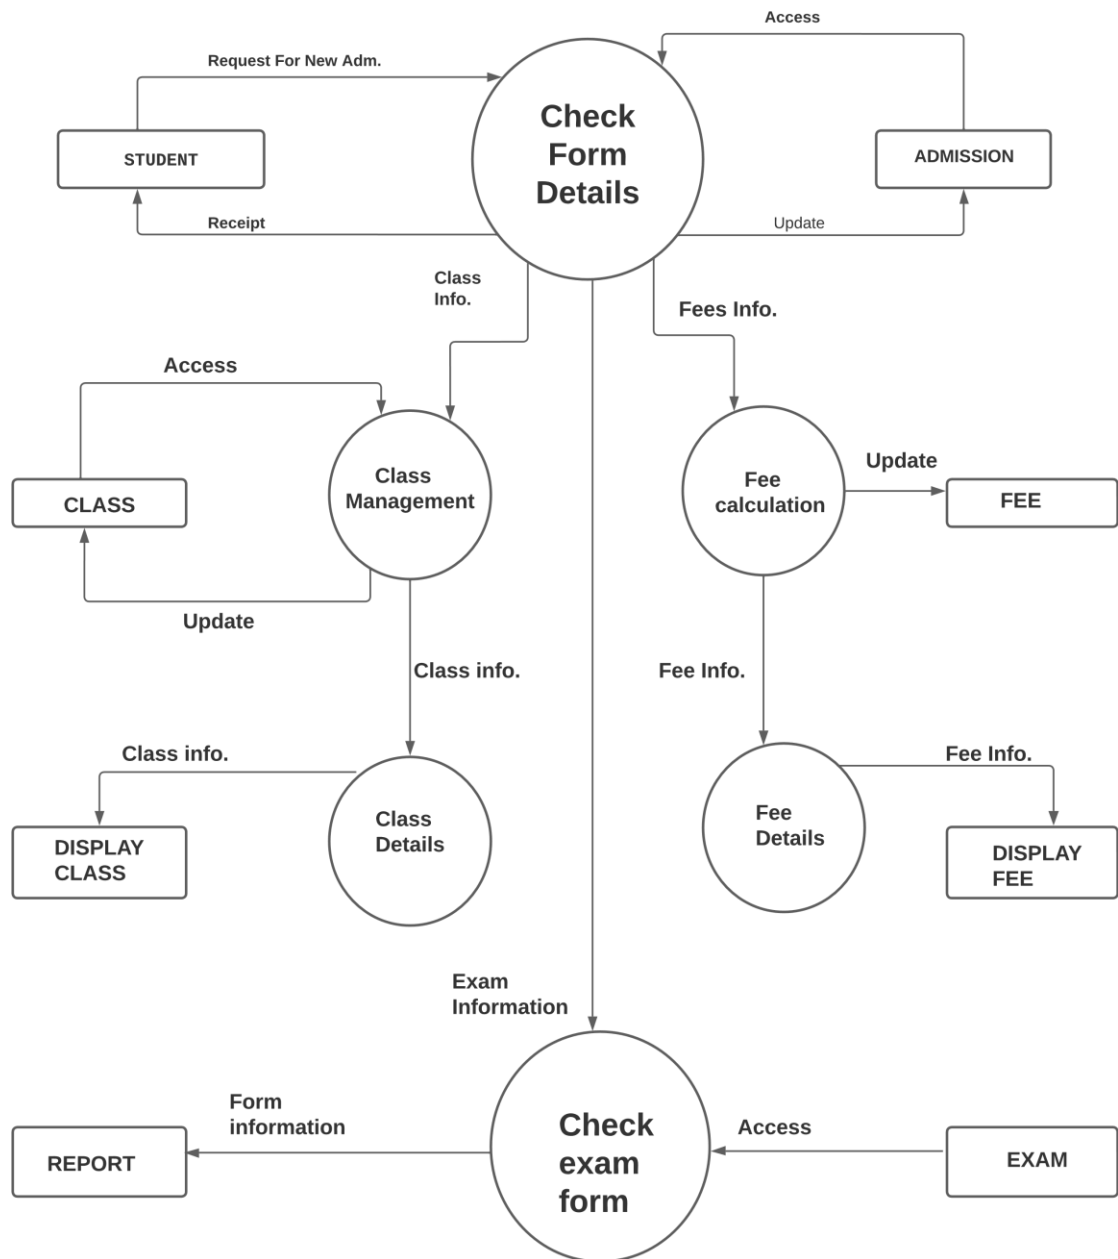 Access
Request For New Adm.
Check
Form
Details
STUDENT
ADMISSION
Receipt
Update
Class
Info.
Fees Info.
Access
Class
Management
Fee
calculation
Update
CLASS
FEE
Update
Class info.
Fee Info.
Class info.
Fee Info.
Class
Details
Fee
Details
DISPLAY
CLASS
DISPLAY
FEE
Exam
Information
Form
information
Check
exam
form
Access
REPORT
EXAM